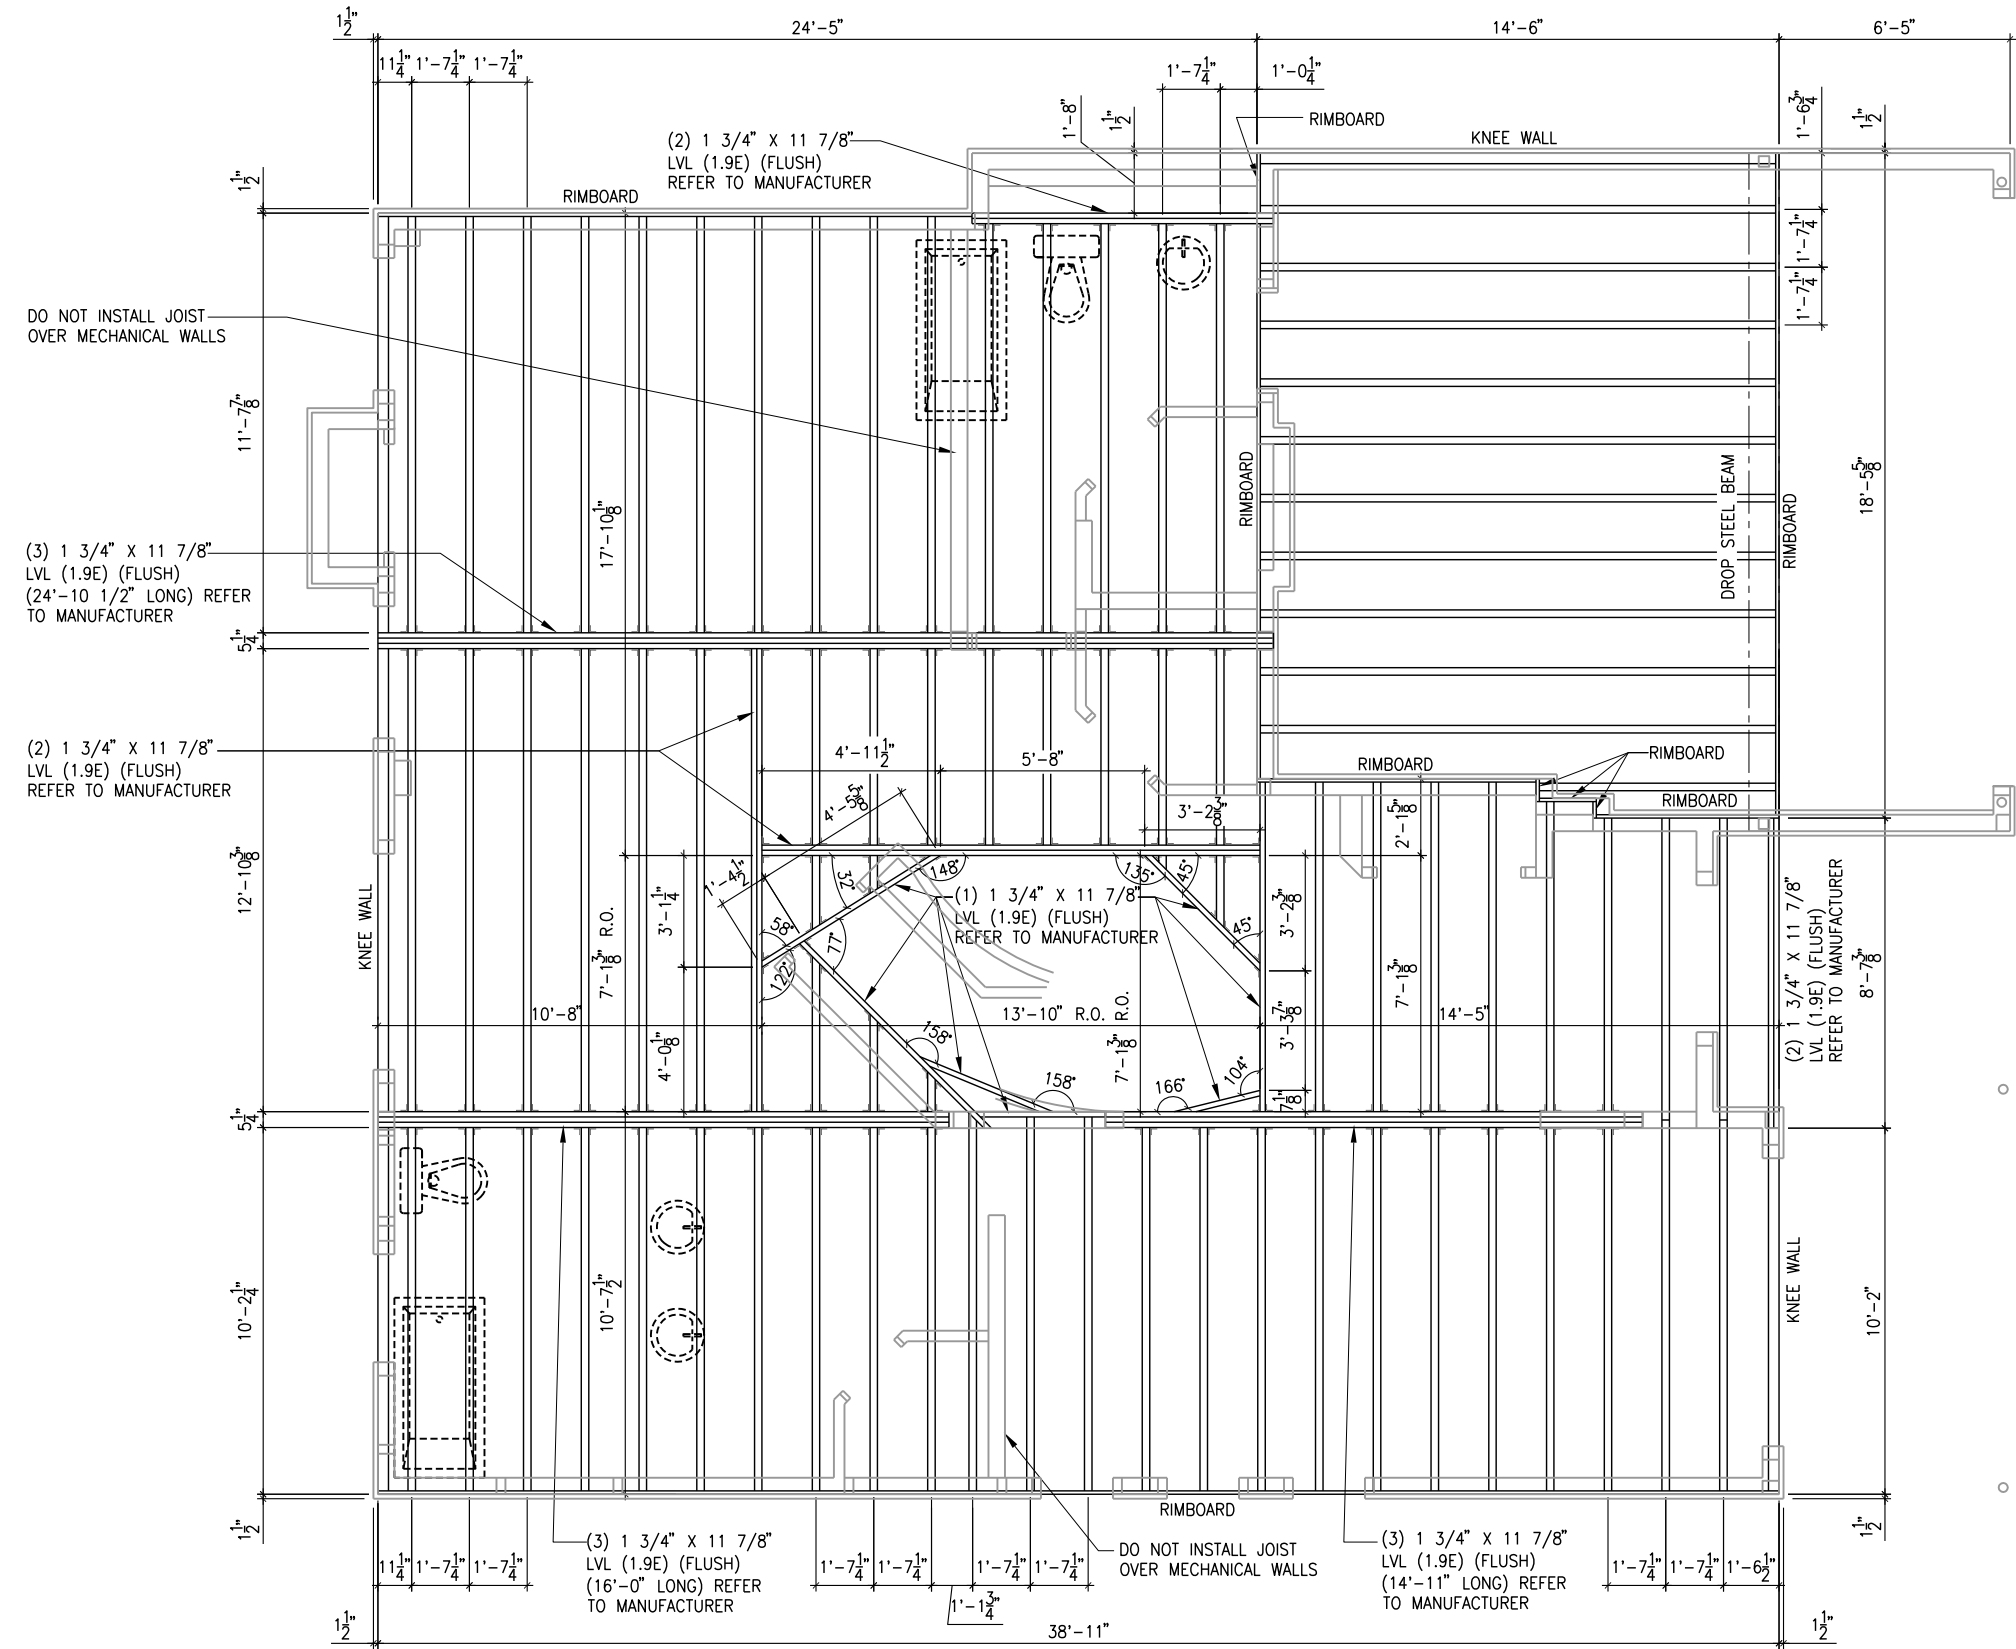 1 1/2"
24'-5"
14'-6"
6'-5"
11 1/4"
1'-7 1/4"
1'-7 1/4"
1'-7 1/4"
1'-0 1/4"
1'-8"
1 1/2"
RIMBOARD
KNEE WALL
1'-6 3/4"
1 1/2"
(2) 1 3/4" X 11 7/8"
LVL (1.9E) (FLUSH)
REFER TO MANUFACTURER
1 1/2"
RIMBOARD
1'-7 1/4"
1'-7 1/4"
DO NOT INSTALL JOIST
OVER MECHANICAL WALLS
11'-7 7/8"
17'-10 1/8"
RIMBOARD
DROP STEEL BEAM
RIMBOARD
18'-5 5/8"
(3) 1 3/4" X 11 7/8"
LVL (1.9E) (FLUSH)
(24'-10 1/2" LONG) REFER
TO MANUFACTURER
5 1/4"
(2) 1 3/4" X 11 7/8"
LVL (1.9E) (FLUSH)
REFER TO MANUFACTURER
4'-11 1/2"
5'-8"
RIMBOARD
RIMBOARD
RIMBOARD
4'-5 5/8"
3'-2 3/8"
2'-1 5/8"
12'-10 3/8"
KNEE WALL
7'-1 3/8" R.O.
3'-1 1/4"
1'-4 1/2"
32°
148°
135°
45°
58°
77°
122°
45°
(1) 1 3/4" X 11 7/8"
LVL (1.9E) (FLUSH)
REFER TO MANUFACTURER
3'-2 3/8"
7'-1 3/8"
(2) 1 3/4" X 11 7/8"
LVL (1.9E) (FLUSH)
REFER TO MANUFACTURER
8'-7 3/8"
10'-8"
13'-10" R.O.
R.O.
7'-1 3/8"
14'-5"
4'-0 1/8"
158°
158°
166°
104°
3'-3 7/8"
7 1/8"
5 1/4"
10'-2 1/4"
10'-7 1/2"
KNEE WALL
10'-2"
1 1/2"
RIMBOARD
1 1/2"
11 1/4"
1'-7 1/4"
1'-7 1/4"
(3) 1 3/4" X 11 7/8"
LVL (1.9E) (FLUSH)
(16'-0" LONG) REFER
TO MANUFACTURER
1'-7 1/4"
1'-7 1/4"
1'-7 1/4"
1'-7 1/4"
1'-1 3/4"
DO NOT INSTALL JOIST
OVER MECHANICAL WALLS
(3) 1 3/4" X 11 7/8"
LVL (1.9E) (FLUSH)
(14'-11" LONG) REFER
TO MANUFACTURER
1'-7 1/4"
1'-7 1/4"
1'-6 1/2"
1 1/2"
38'-11"
1 1/2"